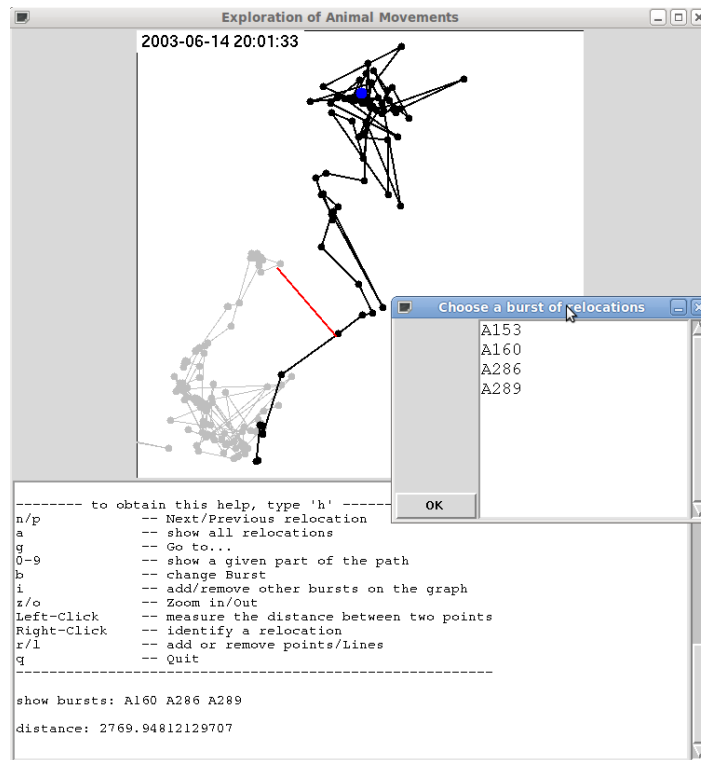 Exploration of Animal Movements
2003-06-14 20:01:33
Choose a burst of relocations
A153
A160
A286
A289
OK
-------- to obtain this help, type 'h' ------
n/p -- Next/Previous relocation
a -- show all relocations
g -- Go to...
0-9 -- show a given part of the path
b -- change Burst
i -- add/remove other bursts on the graph
z/o -- Zoom in/Out
Left-Click -- measure the distance between two points
Right-Click -- identify a relocation
r/l -- add or remove points/Lines
q -- Quit
---------------------------------------------------------
show bursts: A160 A286 A289
distance: 2769.94812129707